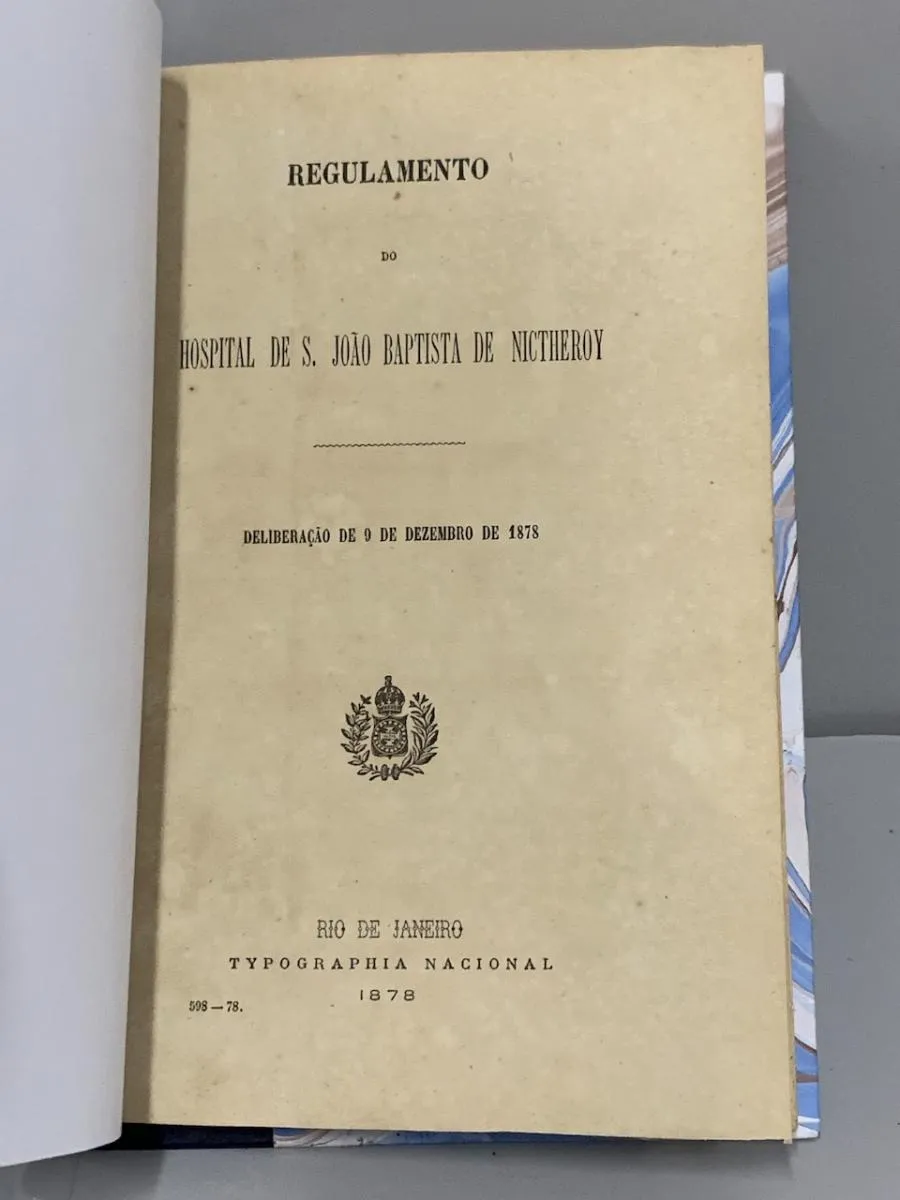 REGULAMENTO
DO
HOSPITAL DE S. JOÃO BAPTISTA DE NICTHEROY
DELIBERAÇÃO DE 9 DE DEZEMBRO DE 1878
RIO DE JANEIRO
TYPOGRAPHIA NACIONAL
1878
598—78.